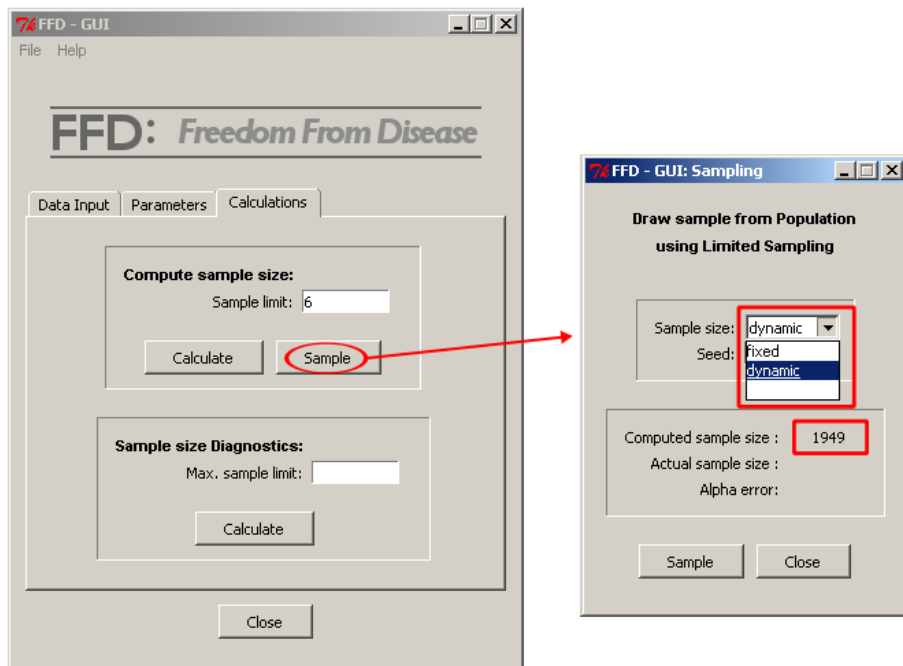 FFD - GUI
File Help
FFD: Freedom From Disease
Data Input Parameters Calculations
Compute sample size:
Sample limit: 6
Calculate Sample
Sample size Diagnostics:
Max. sample limit:
Calculate
Close
FFD - GUI: Sampling
Draw sample from Population
using Limited Sampling
Sample size: dynamic
Seed: fixed
dynamic
Computed sample size : 1949
Actual sample size :
Alpha error:
Sample Close